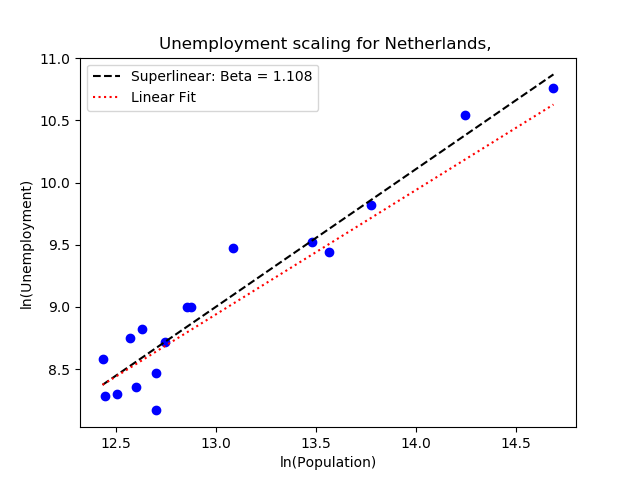 Unemployment scaling for Netherlands,
Superlinear: Beta = 1.108
Linear Fit
ln(Unemployment)
11.0
10.5
10.0
9.5
9.0
8.5
12.5 13.0 13.5 14.0 14.5
ln(Population)